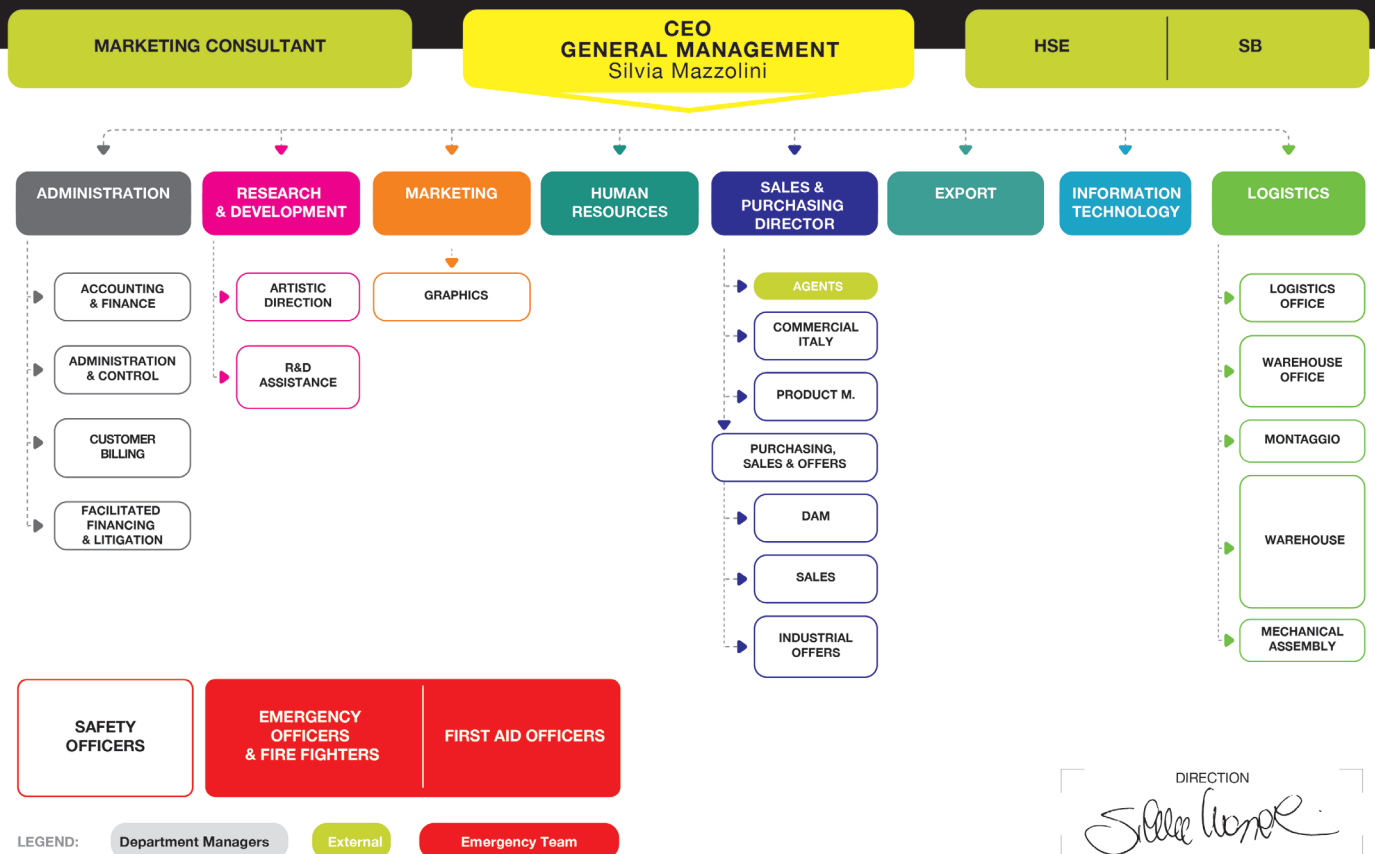 MARKETING CONSULTANT
CEO
GENERAL MANAGEMENT
Silvia Mazzolini
HSE
SB
ADMINISTRATION
RESEARCH
& DEVELOPMENT
MARKETING
HUMAN
RESOURCES
SALES &
PURCHASING
DIRECTOR
EXPORT
INFORMATION
TECHNOLOGY
LOGISTICS
ACCOUNTING
& FINANCE
ADMINISTRATION
& CONTROL
CUSTOMER
BILLING
FACILITATED
FINANCING
& LITIGATION
ARTISTIC
DIRECTION
R&D
ASSISTANCE
GRAPHICS
AGENTS
COMMERCIAL
ITALY
PRODUCT M.
PURCHASING,
SALES & OFFERS
DAM
SALES
INDUSTRIAL
OFFERS
LOGISTICS
OFFICE
WAREHOUSE
OFFICE
MONTAGGIO
WAREHOUSE
MECHANICAL
ASSEMBLY
SAFETY
OFFICERS
EMERGENCY
OFFICERS
& FIRE FIGHTERS
FIRST AID OFFICERS
DIRECTION
LEGEND:
Department Managers
External
Emergency Team